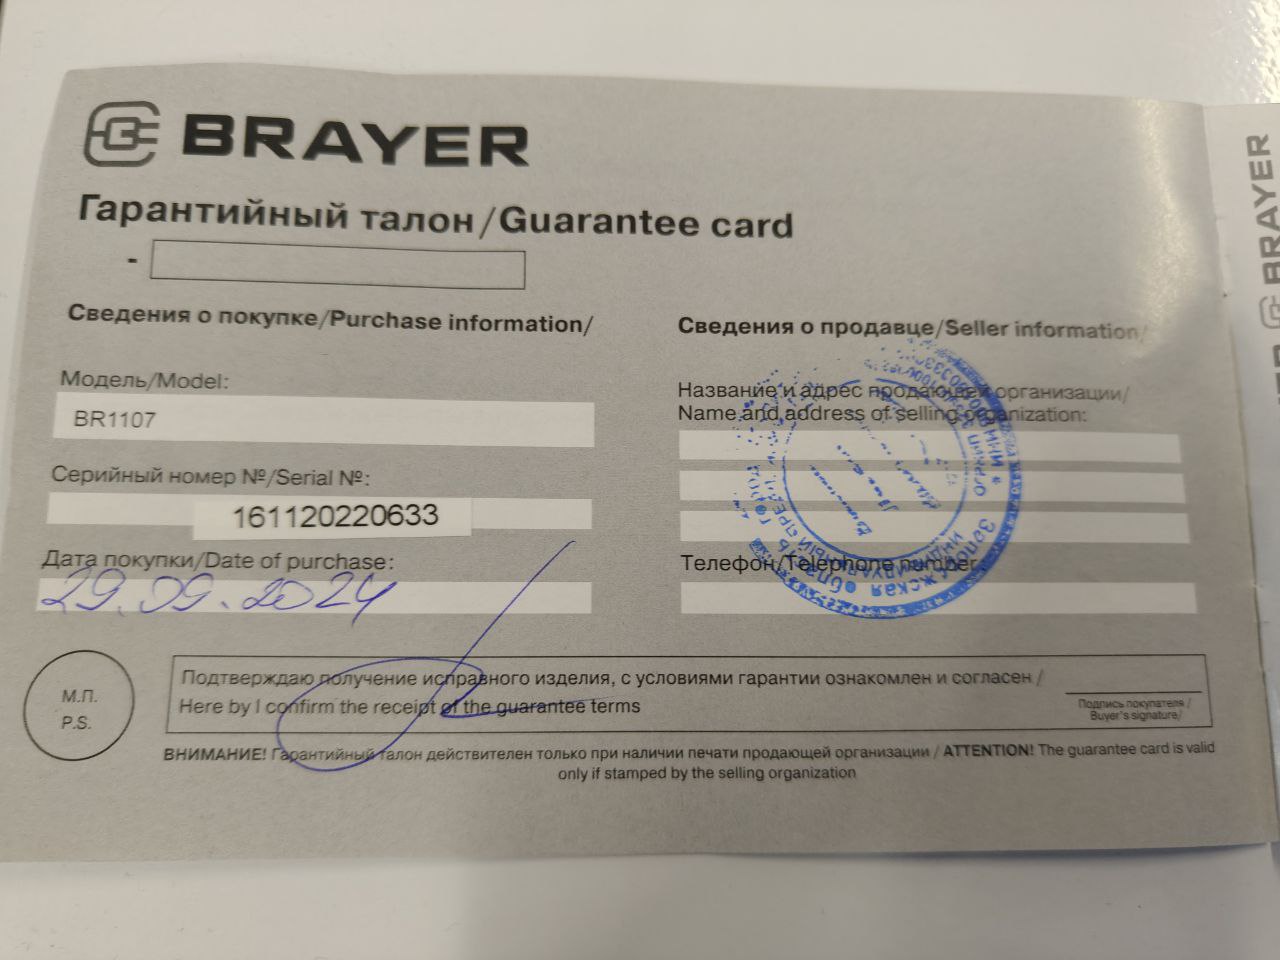 BRAYER
Гарантийный талон/Guarantee card
-
Сведения о покупке/Purchase information/
Модель/Model:
BR1107
Серийный номер №/Serial №:
161120220633
Дата покупки/Date of purchase:
29.09.2024
Сведения о продавце/Seller information/
Название и адрес продающей организации/
Name and address of selling organization:
Телефон/Telephone number
М.П.
P.S.
Подтверждаю получение исправного изделия, с условиями гарантии ознакомлен и согласен /
Here by I confirm the receipt of the guarantee terms
Подпись покупателя /
Buyer's signature/
ВНИМАНИЕ! Гарантийный талон действителен только при наличии печати продающей организации / ATTENTION! The guarantee card is valid
only if stamped by the selling organization
BRAYER